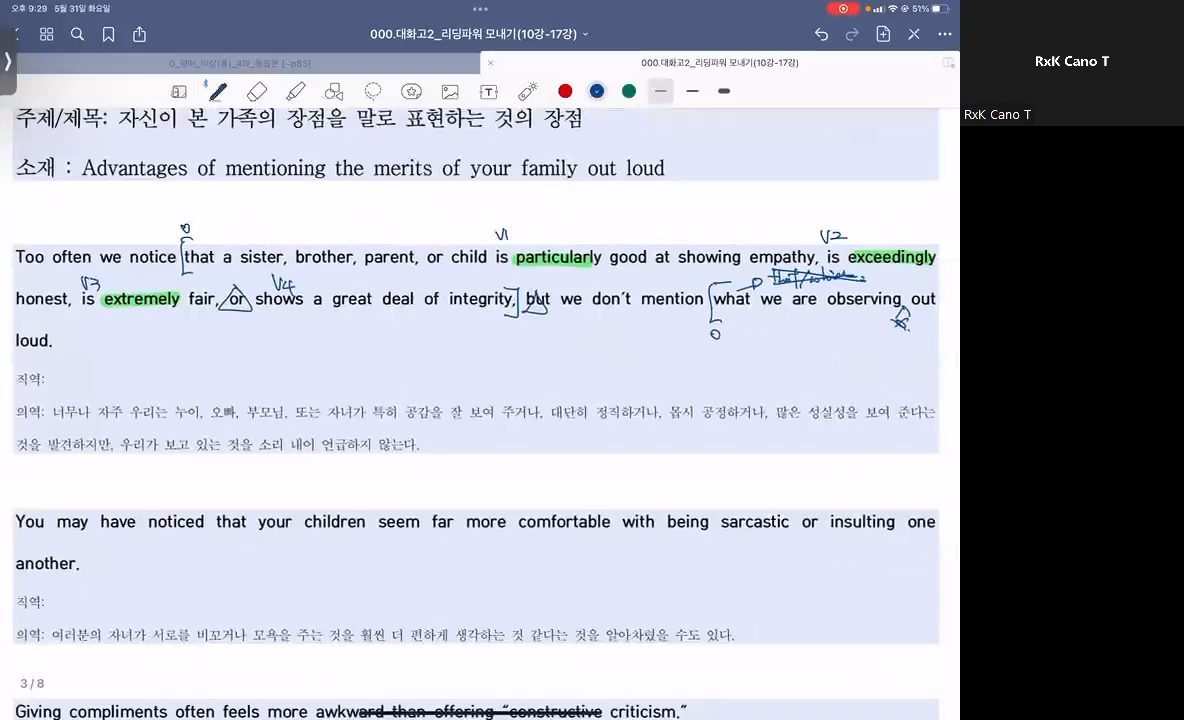 오후 9:29 5월 31일 화요일
51%
000.대화고2_리딩파워 모내기(10강-17강)
000.대화고2_리딩파워 모내기(10강-17강)
RxK Cano T
RxK Cano T
주제/제목: 자신이 본 가족의 장점을 말로 표현하는 것의 장점
소재 : Advantages of mentioning the merits of your family out loud
O V1 V2
Too often we notice [that a sister, brother, parent, or child is particularly good at showing empathy, is exceedingly
V3 V4
honest, is extremely fair, or shows a great deal of integrity,] but we don't mention [what we are observing out
O
loud.
직역:
의역: 너무나 자주 우리는 누이, 오빠, 부모님, 또는 자녀가 특히 공감을 잘 보여 주거나, 대단히 정직하거나, 몹시 공정하거나, 많은 성실성을 보여 준다는
것을 발견하지만, 우리가 보고 있는 것을 소리 내어 언급하지 않는다.
You may have noticed that your children seem far more comfortable with being sarcastic or insulting one
another.
직역:
의역: 여러분의 자녀가 서로를 비꼬거나 모욕을 주는 것을 훨씬 더 편하게 생각하는 것 같다는 것을 알아차렸을 수도 있다.
3 / 8
Giving compliments often feels more awkward than offering "constructive criticism."